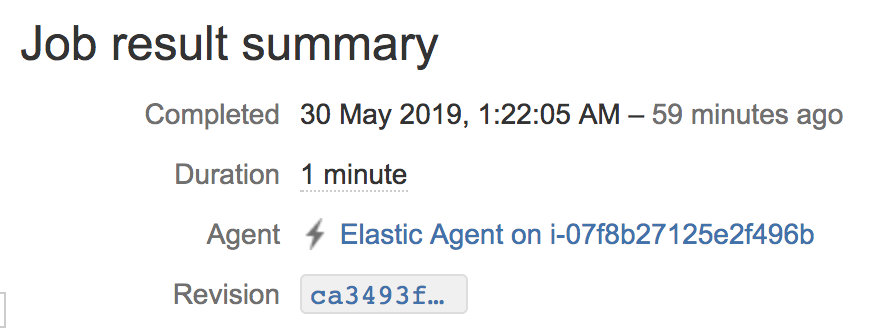 Job result summary
Completed 30 May 2019, 1:22:05 AM – 59 minutes ago
Duration 1 minute
Agent Elastic Agent on i-07f8b27125e2f496b
Revision ca3493f…